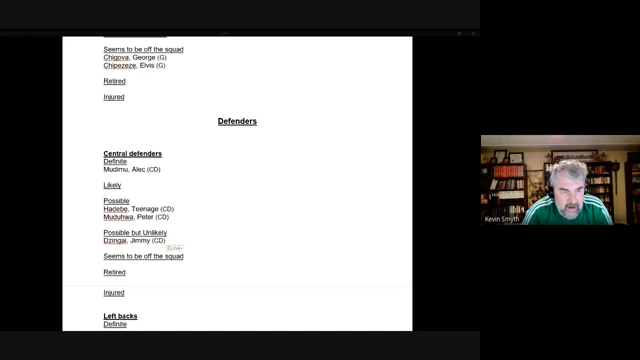 Seems to be off the squad
Chigova, George (G)
Chipezeze, Elvis (G)
Retired
Injured
Defenders
Central defenders
Definite
Mudimu, Alec (CD)
Likely
Possible
Hadebe, Teenage (CD)
Muduhwa, Peter (CD)
Possible but Unlikely
Dzingai, Jimmy (CD)
Seems to be off the squad
Retired
Injured
Left backs
Definite
Kevin Smyth